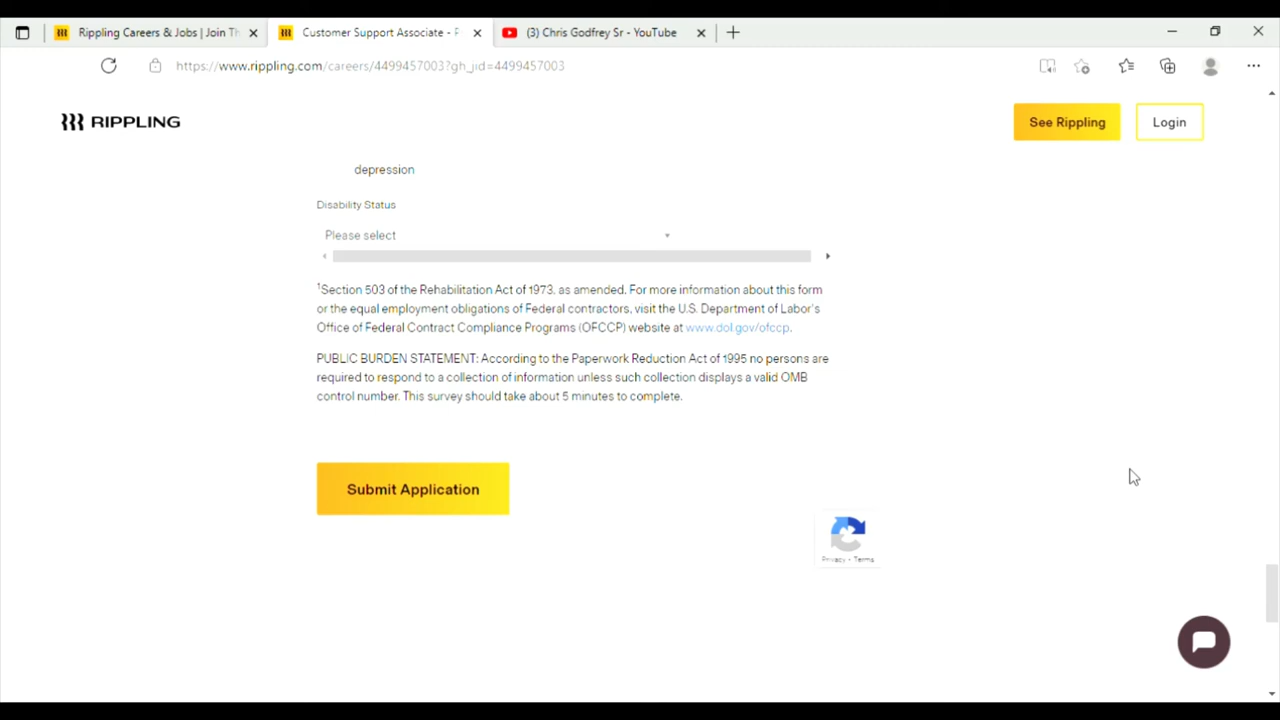 Rippling Careers & Jobs | Join Th
Customer Support Associate -
(3) Chris Godfrey Sr - YouTube
https://www.rippling.com/careers/4499457003?gh_jid=4499457003
RIPPLING
See Rippling
Login
depression
Disability Status
Please select
¹Section 503 of the Rehabilitation Act of 1973, as amended. For more information about this form
or the equal employment obligations of Federal contractors, visit the U.S. Department of Labor's
Office of Federal Contract Compliance Programs (OFCCP) website at www.dol.gov/ofccp.
PUBLIC BURDEN STATEMENT: According to the Paperwork Reduction Act of 1995 no persons are
required to respond to a collection of information unless such collection displays a valid OMB
control number. This survey should take about 5 minutes to complete.
Submit Application
Privacy - Terms